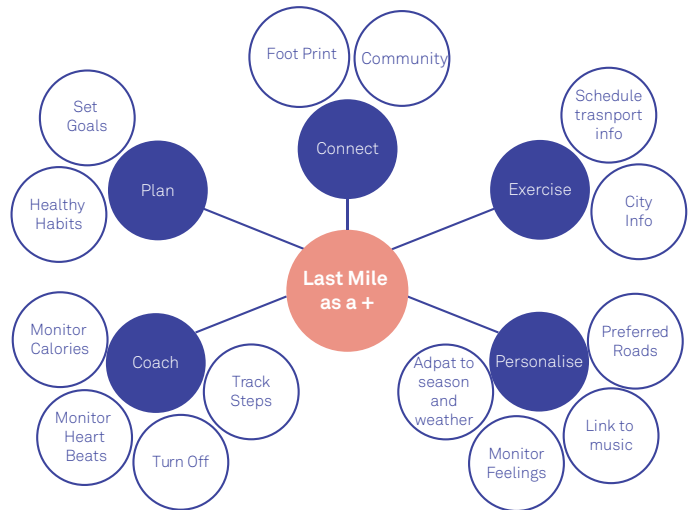 Foot Print
Community
Connect
Set
Goals
Healthy
Habits
Plan
Schedule
trasnport
info
City
Info
Exercise
Last Mile
as a +
Monitor
Calories
Coach
Monitor
Heart
Beats
Turn Off
Track
Steps
Personalise
Preferred
Roads
Adpat to
season
and
weather
Monitor
Feelings
Link to
music